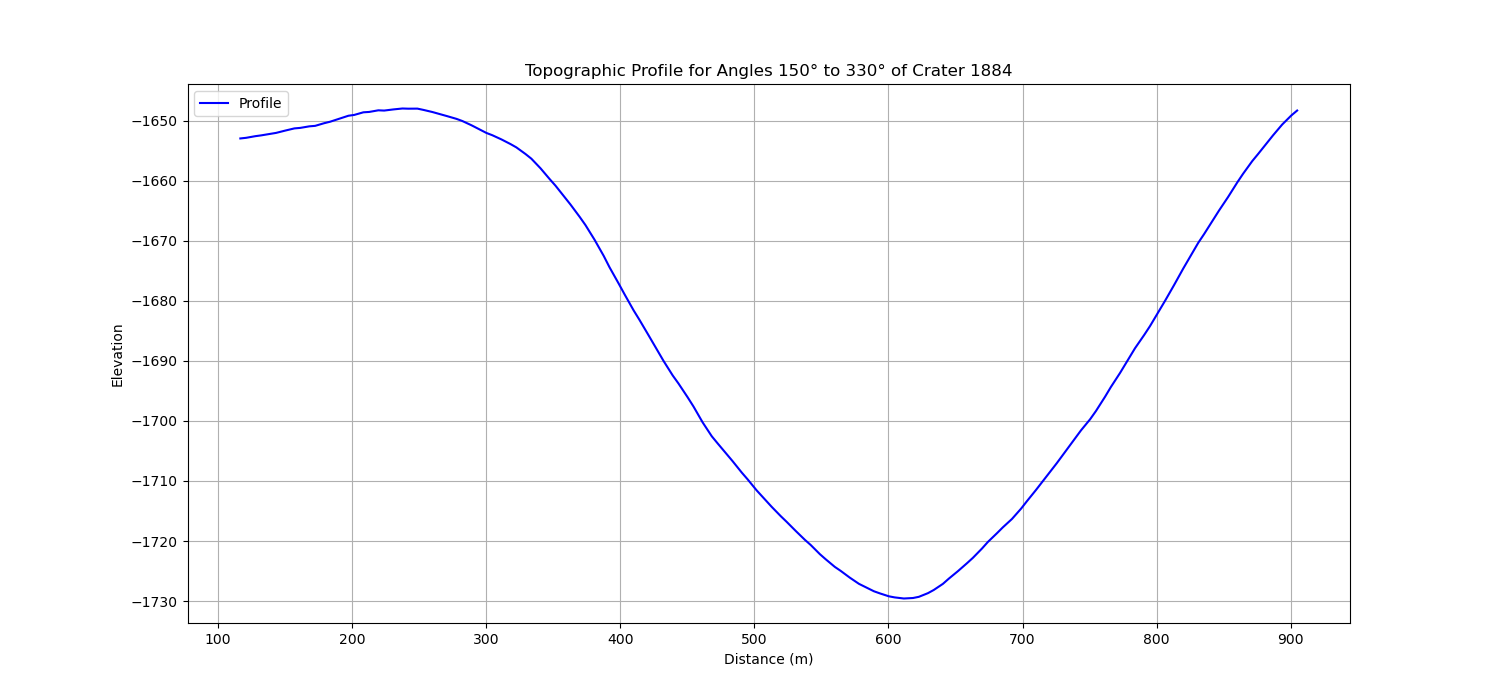 Topographic Profile for Angles 150° to 330° of Crater 1884
Profile
−1650
−1660
−1670
−1680
−1690
−1700
−1710
−1720
−1730
Elevation
100 200 300 400 500 600 700 800 900
Distance (m)